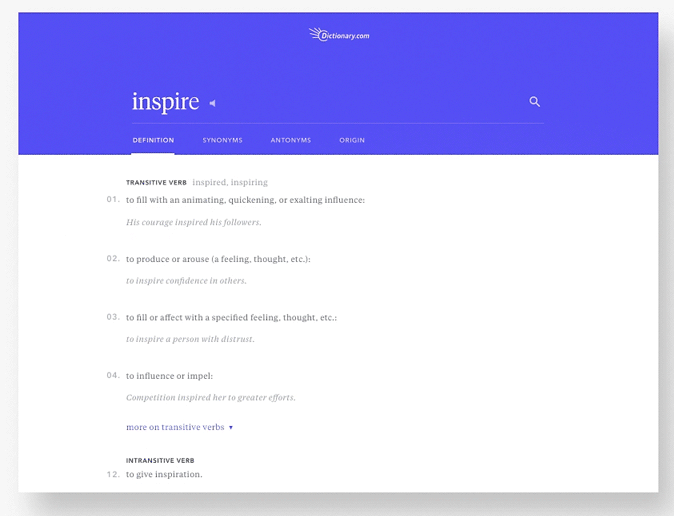 Dictionary.com
inspire
DEFINITION SYNONYMS ANTONYMS ORIGIN
TRANSITIVE VERB inspired, inspiring
01. to fill with an animating, quickening, or exalting influence:
His courage inspired his followers.
02. to produce or arouse (a feeling, thought, etc.):
to inspire confidence in others.
03. to fill or affect with a specified feeling, thought, etc.:
to inspire a person with distrust.
04. to influence or impel:
Competition inspired her to greater efforts.
more on transitive verbs ▼
INTRANSITIVE VERB
12. to give inspiration.